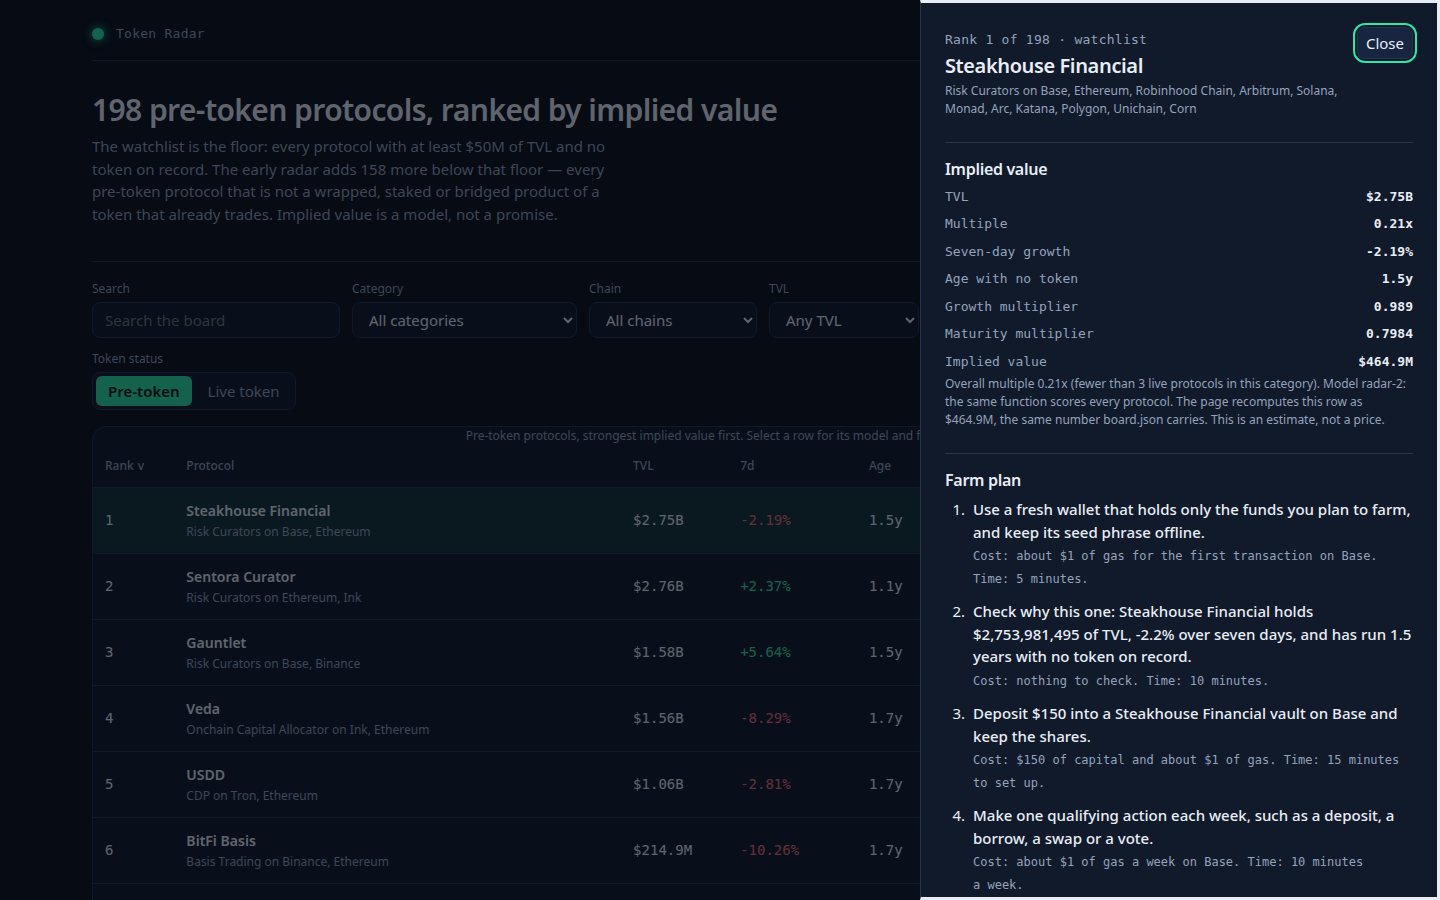 Token Radar
198 pre-token protocols, ranked by implied value
The watchlist is the floor: every protocol with at least $50M of TVL and no
token on record. The early radar adds 158 more below that floor — every
pre-token protocol that is not a wrapped, staked or bridged product of a
token that already trades. Implied value is a model, not a promise.
Search Category Chain TVL
Search the board All categories All chains Any TVL
Token status
Pre-token Live token
Pre-token protocols, strongest implied value first. Select a row for its model and f
Rank v Protocol TVL 7d Age
1 Steakhouse Financial $2.75B -2.19% 1.5y
Risk Curators on Base, Ethereum
2 Sentora Curator $2.76B +2.37% 1.1y
Risk Curators on Ethereum, Ink
3 Gauntlet $1.58B +5.64% 1.5y
Risk Curators on Base, Binance
4 Veda $1.56B -8.29% 1.7y
Onchain Capital Allocator on Ink, Ethereum
5 USDD $1.06B -2.81% 1.7y
CDP on Tron, Ethereum
6 BitFi Basis $214.9M -10.26% 1.7y
Basis Trading on Binance, Ethereum
Rank 1 of 198 · watchlist
Close
Steakhouse Financial
Risk Curators on Base, Ethereum, Robinhood Chain, Arbitrum, Solana,
Monad, Arc, Katana, Polygon, Unichain, Corn
Implied value
TVL $2.75B
Multiple 0.21x
Seven-day growth -2.19%
Age with no token 1.5y
Growth multiplier 0.989
Maturity multiplier 0.7984
Implied value $464.9M
Overall multiple 0.21x (fewer than 3 live protocols in this category). Model radar-2:
the same function scores every protocol. The page recomputes this row as
$464.9M, the same number board.json carries. This is an estimate, not a price.
Farm plan
1. Use a fresh wallet that holds only the funds you plan to farm,
and keep its seed phrase offline.
Cost: about $1 of gas for the first transaction on Base.
Time: 5 minutes.
2. Check why this one: Steakhouse Financial holds
$2,753,981,495 of TVL, -2.2% over seven days, and has run 1.5
years with no token on record.
Cost: nothing to check. Time: 10 minutes.
3. Deposit $150 into a Steakhouse Financial vault on Base and
keep the shares.
Cost: $150 of capital and about $1 of gas. Time: 15 minutes
to set up.
4. Make one qualifying action each week, such as a deposit, a
borrow, a swap or a vote.
Cost: about $1 of gas a week on Base. Time: 10 minutes
a week.